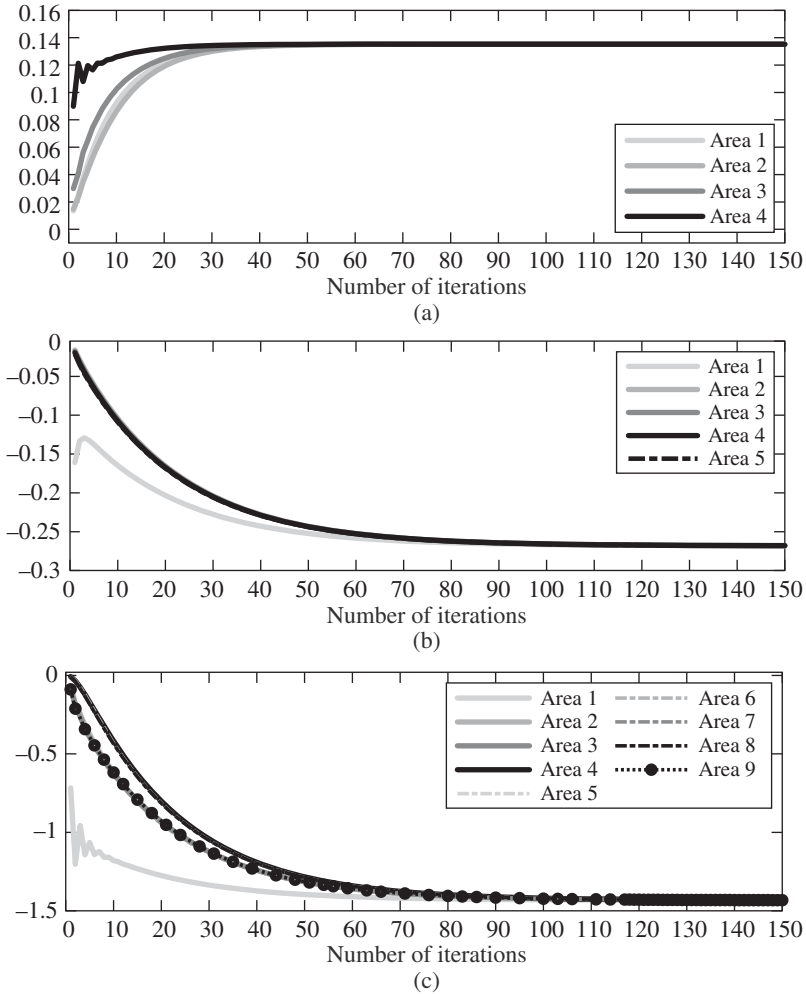 0.16
0.14
0.12
0.1
0.08
0.06
0.04
0.02
0
Area 1
Area 2
Area 3
Area 4
0 10 20 30 40 50 60 70 80 90 100 110 120 130 140 150
Number of iterations
(a)
0
–0.05
–0.1
–0.15
–0.2
–0.25
–0.3
Area 1
Area 2
Area 3
Area 4
Area 5
0 10 20 30 40 50 60 70 80 90 100 110 120 130 140 150
Number of iterations
(b)
0
–0.5
–1
–1.5
Area 1 Area 6
Area 2 Area 7
Area 3 Area 8
Area 4 Area 9
Area 5
0 10 20 30 40 50 60 70 80 90 100 110 120 130 140 150
Number of iterations
(c)